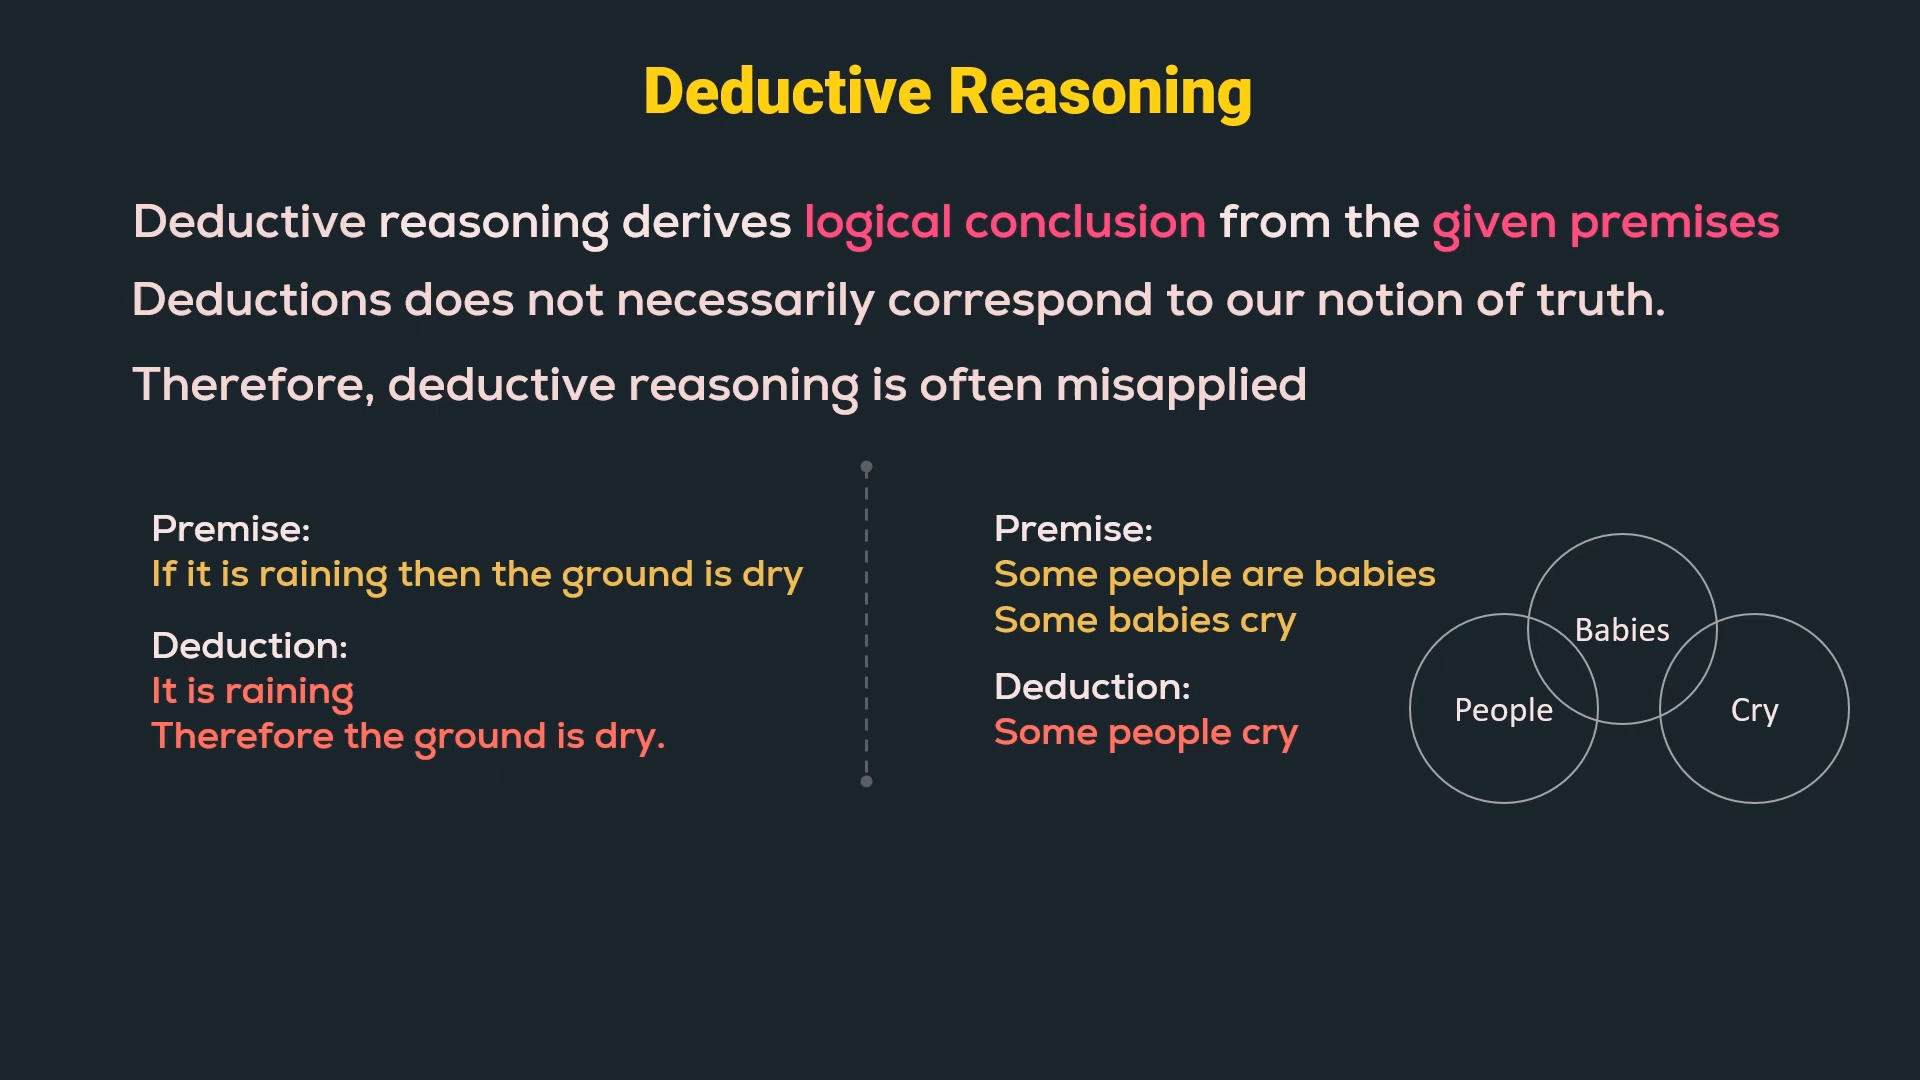 Deductive Reasoning
Deductive reasoning derives logical conclusion from the given premises
Deductions does not necessarily correspond to our notion of truth.
Therefore, deductive reasoning is often misapplied
Premise:
If it is raining then the ground is dry
Deduction:
It is raining
Therefore the ground is dry.
Premise:
Some people are babies
Some babies cry
Deduction:
Some people cry
Babies
People
Cry